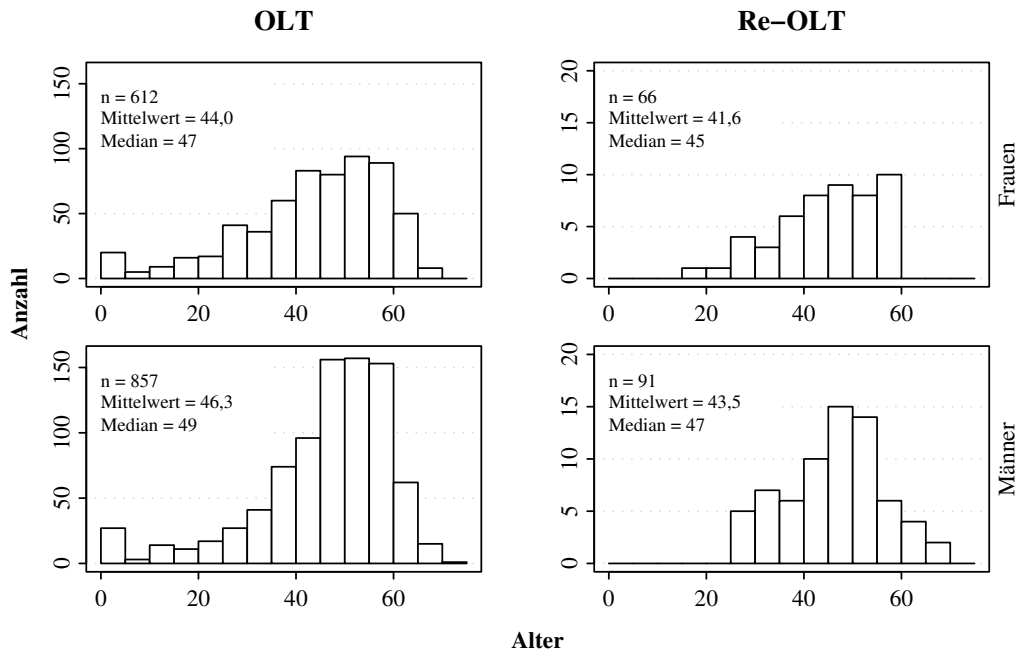 OLT
Re−OLT
n = 612
Mittelwert = 44,0
Median = 47
0 50 100 150
0 20 40 60
n = 66
Mittelwert = 41,6
Median = 45
0 5 10 15 20
0 20 40 60
Frauen
Anzahl
n = 857
Mittelwert = 46,3
Median = 49
0 50 100 150
0 20 40 60
n = 91
Mittelwert = 43,5
Median = 47
0 5 10 15 20
0 20 40 60
Männer
Alter